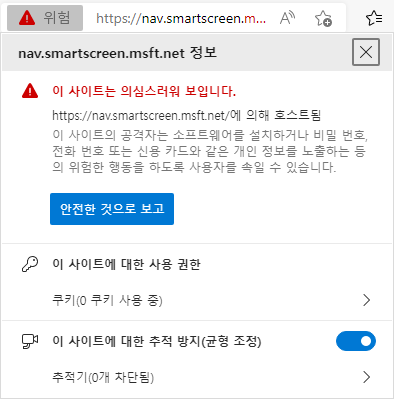 위험 https://nav.smartscreen.m...
nav.smartscreen.msft.net 정보
이 사이트는 의심스러워 보입니다.
https://nav.smartscreen.msft.net/에 의해 호스트됨
이 사이트의 공격자는 소프트웨어를 설치하거나 비밀 번호,
전화 번호 또는 신용 카드와 같은 개인 정보를 노출하는 등
의 위험한 행동을 하도록 사용자를 속일 수 있습니다.
안전한 것으로 보고
이 사이트에 대한 사용 권한
쿠키(0 쿠키 사용 중)
이 사이트에 대한 추적 방지(균형 조정)
추적기(0개 차단됨)